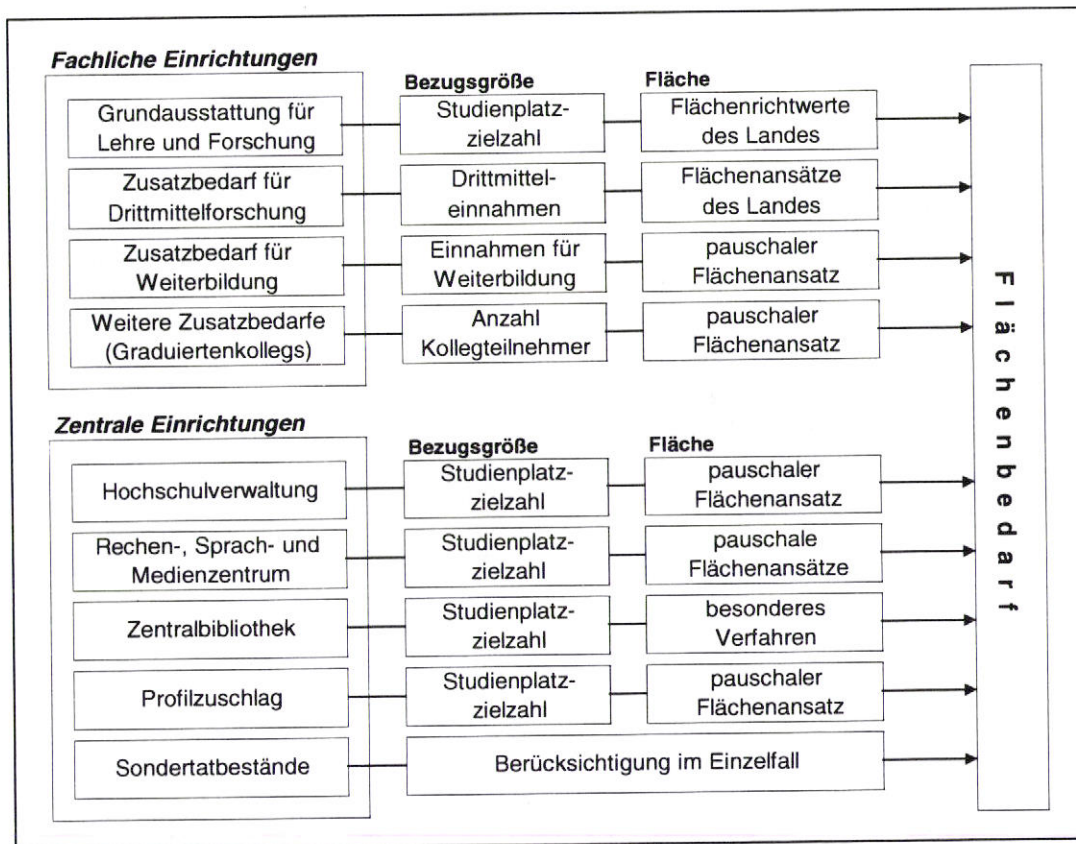 Fachliche Einrichtungen
Bezugsgröße
Fläche
Grundausstattung für
Lehre und Forschung
Studienplatz-
zielzahl
Flächenrichtwerte
des Landes
Zusatzbedarf für
Drittmittelforschung
Drittmittel-
einnahmen
Flächenansätze
des Landes
Zusatzbedarf für
Weiterbildung
Einnahmen für
Weiterbildung
pauschaler
Flächenansatz
Weitere Zusatzbedarfe
(Graduiertenkollegs)
Anzahl
Kollegteilnehmer
pauschaler
Flächenansatz
Zentrale Einrichtungen
Bezugsgröße
Fläche
Hochschulverwaltung
Studienplatz-
zielzahl
pauschaler
Flächenansatz
Rechen-, Sprach- und
Medienzentrum
Studienplatz-
zielzahl
pauschale
Flächenansätze
Zentralbibliothek
Studienplatz-
zielzahl
besonderes
Verfahren
Profilzuschlag
Studienplatz-
zielzahl
pauschaler
Flächenansatz
Sondertatbestände
Berücksichtigung im Einzelfall
Flächenbedarf